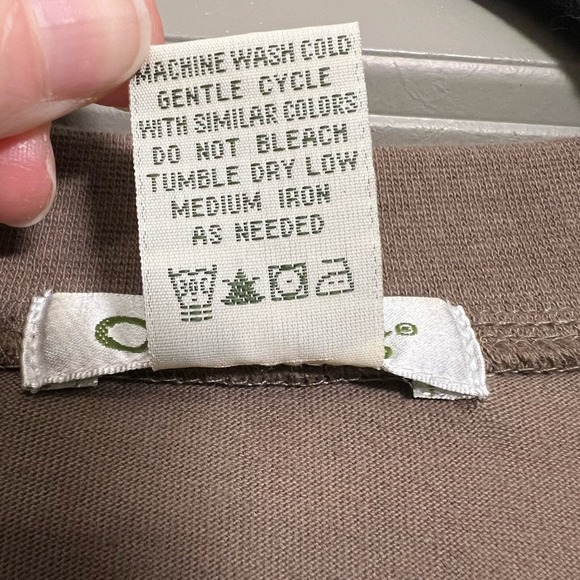 MACHINE WASH COLD
GENTLE CYCLE
WITH SIMILAR COLORS
DO NOT BLEACH
TUMBLE DRY LOW
MEDIUM IRON
AS NEEDED